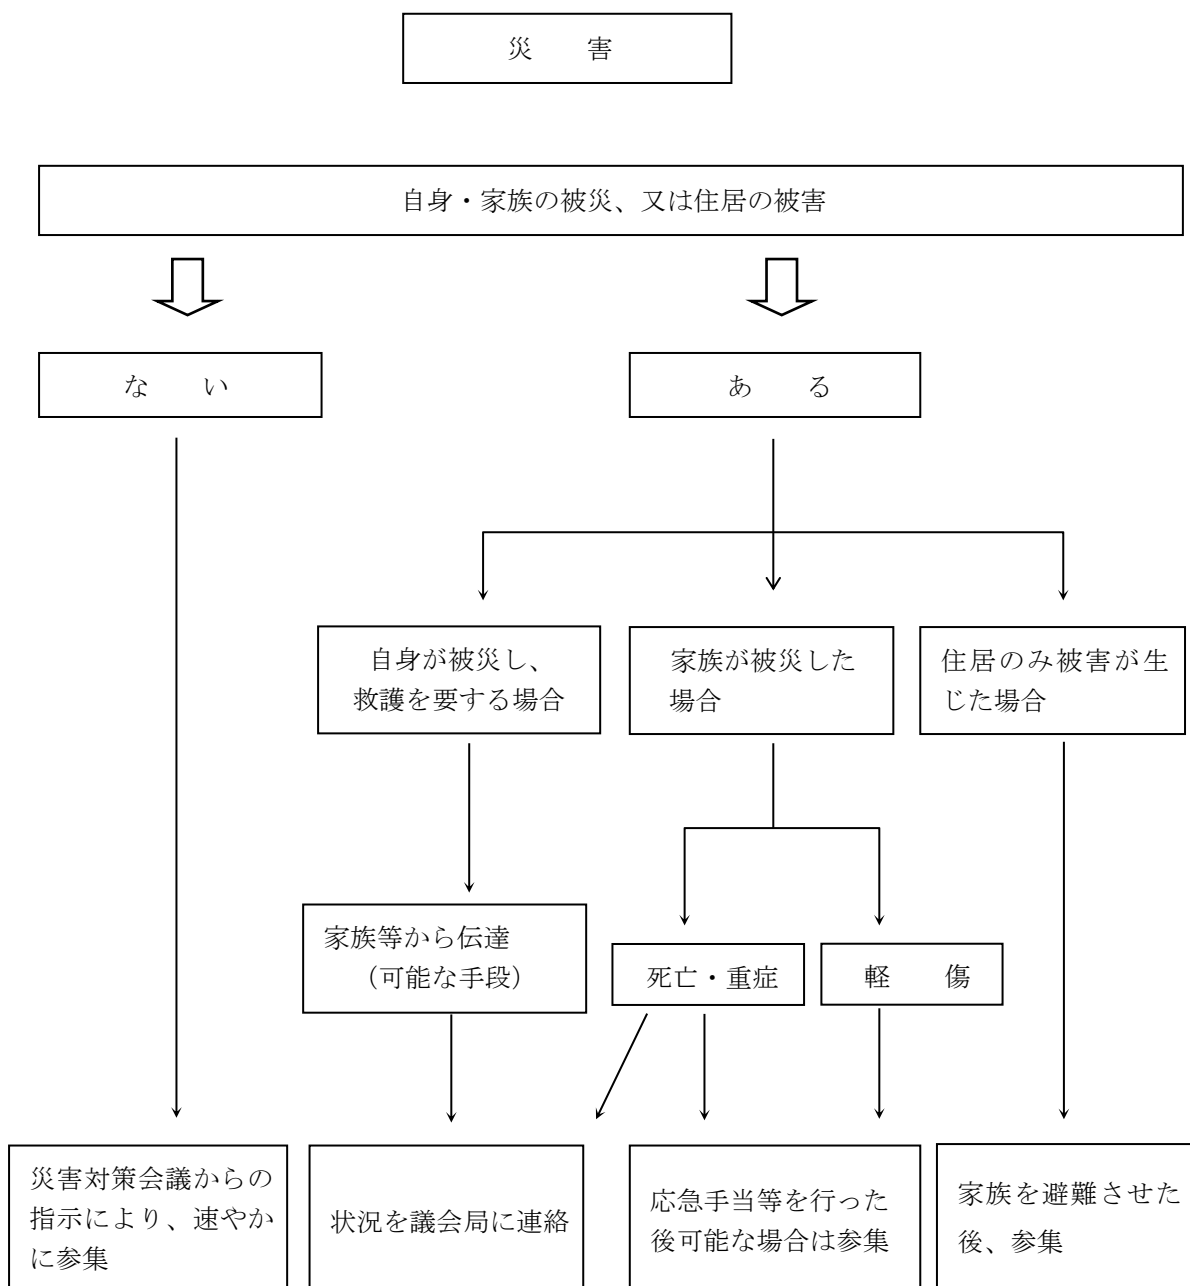 災　害
自身・家族の被災、又は住居の被害
な　い
あ　る
自身が被災し、
救護を要する場合
家族が被災した
場合
住居のみ被害が生
じた場合
家族等から伝達
（可能な手段）
死亡・重症
軽　傷
災害対策会議からの
指示により、速やか
に参集
状況を議会局に連絡
応急手当等を行った
後可能な場合は参集
家族を避難させた
後、参集